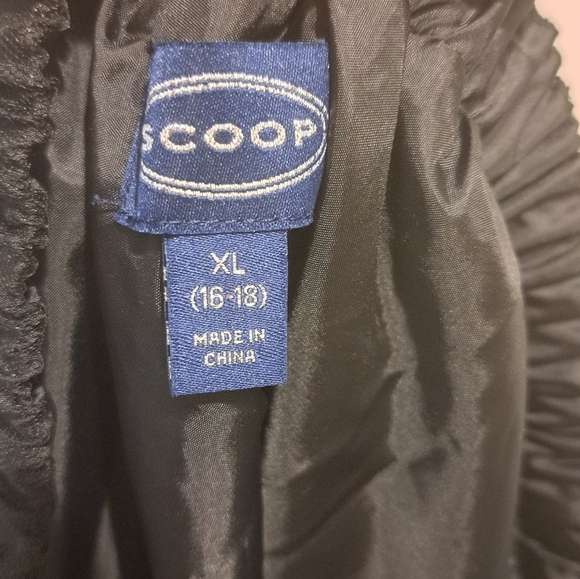 SCOOP
XL
(16-18)
MADE IN
CHINA